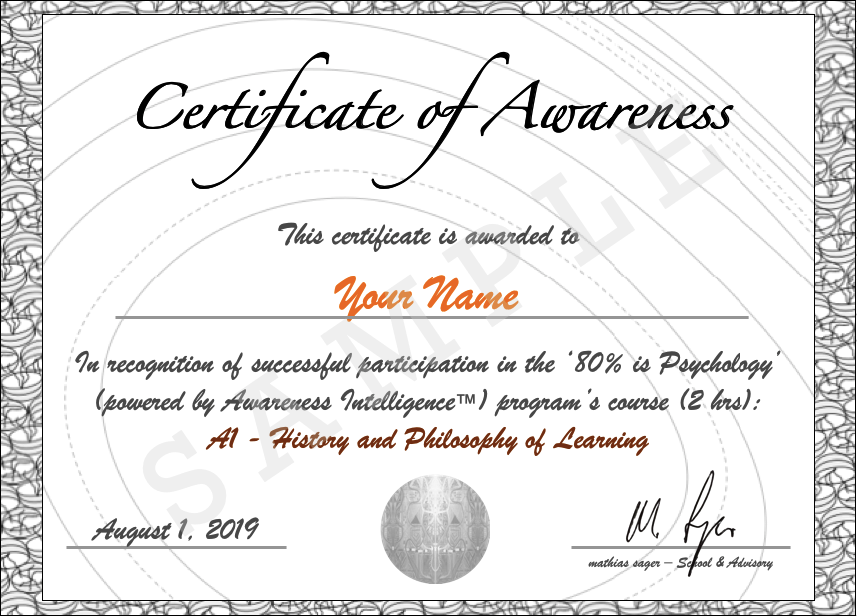 Certificate of Awareness
This certificate is awarded to
Your Name
In recognition of successful participation in the ‘80% is Psychology’
(powered by Awareness Intelligence™) program’s course (2 hrs):
A1 - History and Philosophy of Learning
SAMPLE
August 1, 2019
mathias sager – School & Advisory